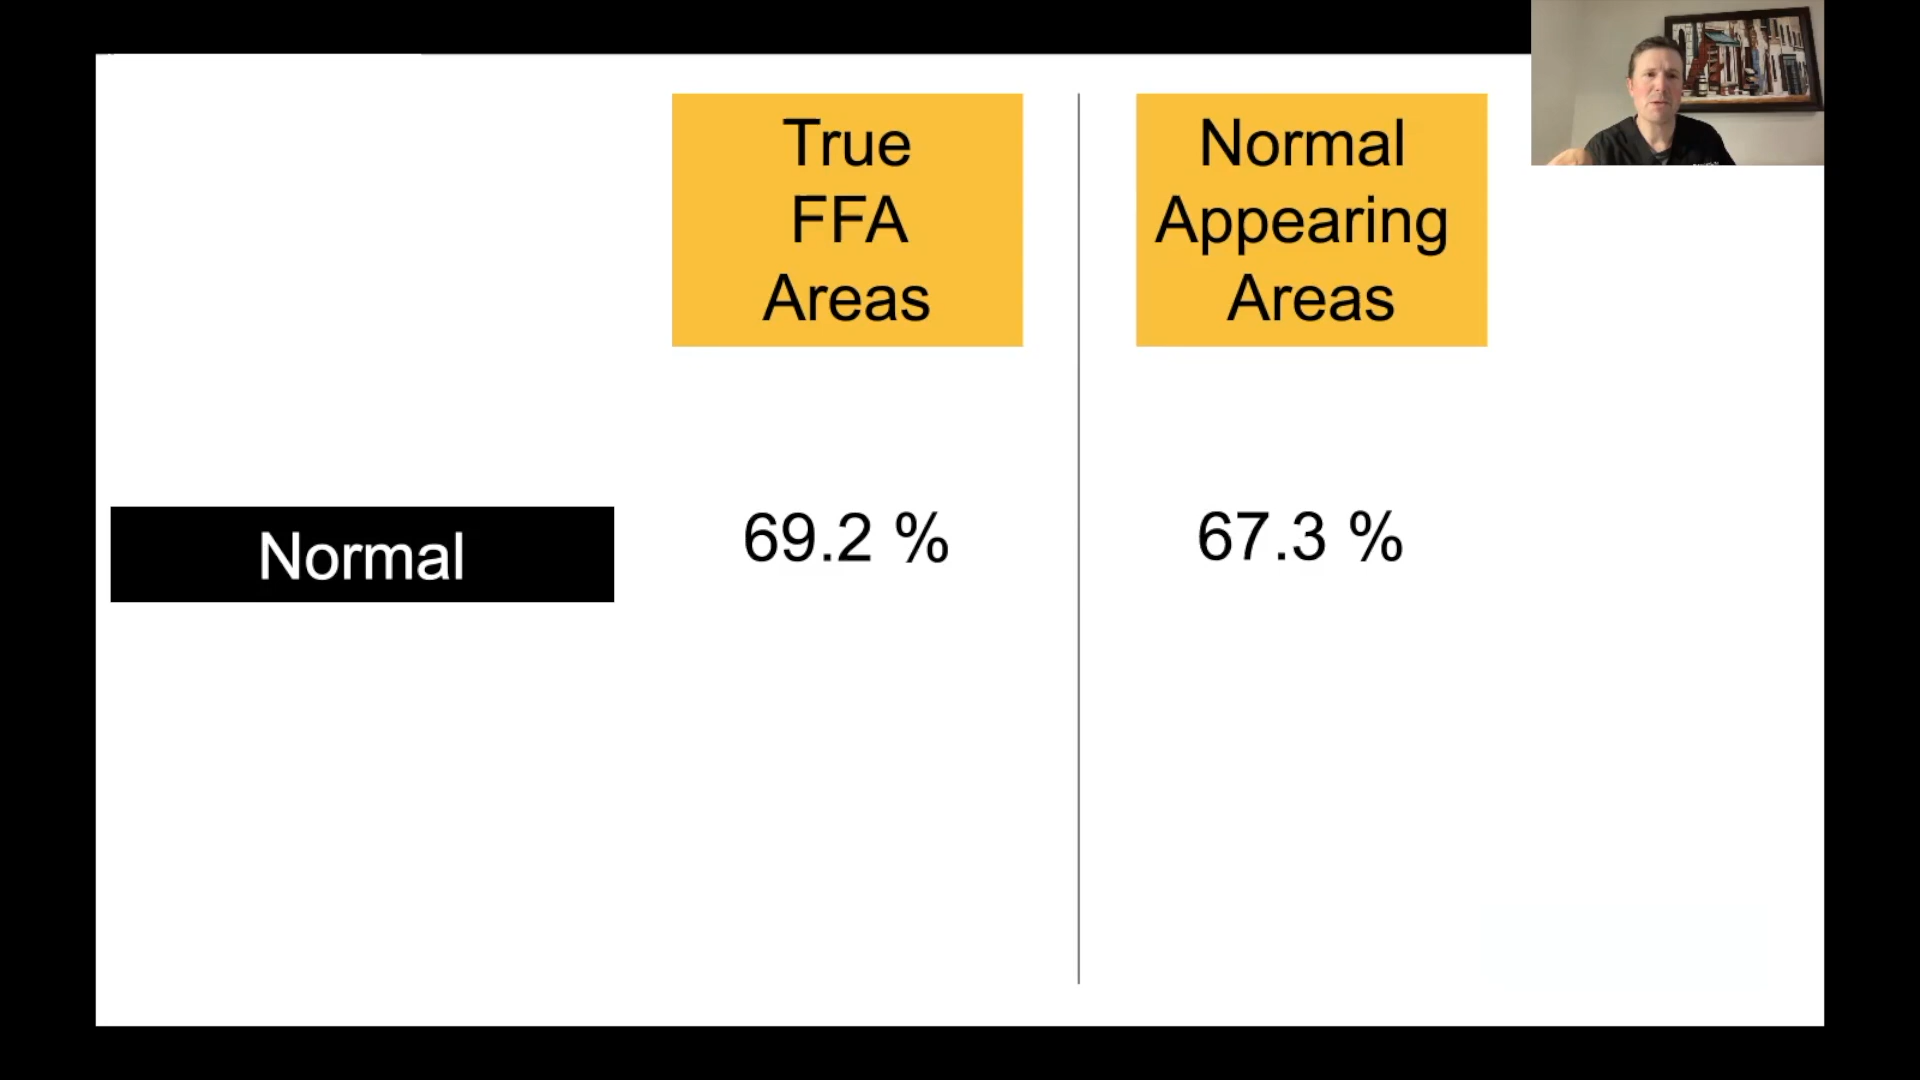 True
FFA
Areas
Normal
Appearing
Areas
Normal
69.2 %
67.3 %